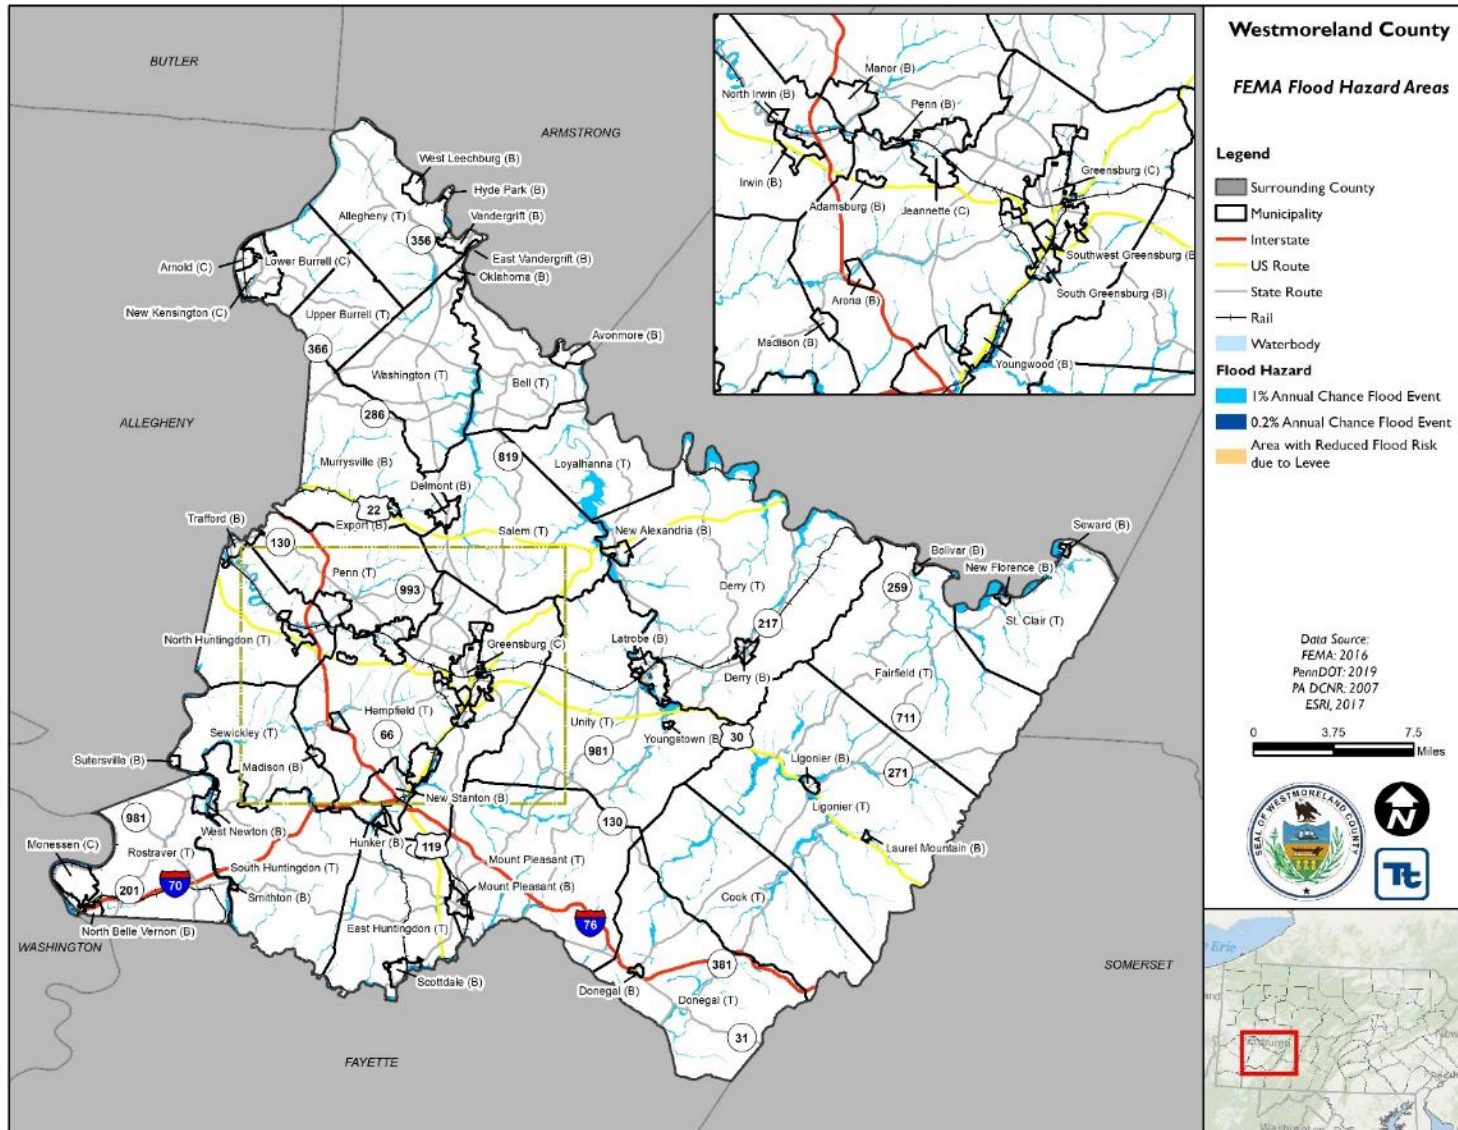 Westmoreland County
FEMA Flood Hazard Areas
Legend
Surrounding County
Municipality
Interstate
US Route
State Route
Rail
Waterbody
Flood Hazard
1% Annual Chance Flood Event
0.2% Annual Chance Flood Event
Area with Reduced Flood Risk
due to Levee
Data Source:
FEMA: 2016
PennDOT: 2019
PA DCNR: 2007
ESRI, 2017
0 3.75 7.5
Miles
SEAL OF WESTMORELAND COUNTY
N
Tt
BUTLER
ARMSTRONG
ALLEGHENY
WASHINGTON
FAYETTE
SOMERSET
West Leechburg (B)
Hyde Park (B)
Allegheny (T)
Vandergrift (B)
356
East Vandergrift (B)
Oklahoma (B)
Arnold (C)
Lower Burrell (C)
New Kensington (C)
Upper Burrell (T)
366
Avonmore (B)
Washington (T)
Bell (T)
286
Murrysville (B)
819
Loyalhanna (T)
Delmont (B)
22
Export (B)
Trafford (B)
130
Salem (T)
New Alexandria (B)
Penn (T)
993
Derry (T)
217
259
Bolivar (B)
Seward (B)
New Florence (B)
St. Clair (T)
North Huntingdon (T)
Greensburg (C)
Latrobe (B)
Derry (B)
Fairfield (T)
711
Hempfield (T)
66
Unity (T)
981
Youngstown (B
30
Sewickley (T)
Sutersville (B)
Madison (B)
New Stanton (B)
Ligonier (B)
271
Ligonier (T)
Laurel Mountain (B)
981
West Newton (B)
Hunker (B)
119
130
Monessen (C)
Rostraver (T)
South Huntingdon (T)
Mount Pleasant (T)
201
70
Smithton (B)
Mount Pleasant (B)
Cook (T)
North Belle Vernon (B)
East Huntingdon (T)
76
Scottdale (B)
Donegal (B)
381
Donegal (T)
31
Manor (B)
North Irwin (B)
Penn (B)
Irwin (B)
Adamsburg (B)
Jeannette (C)
Greensburg (C)
Southwest Greensburg (B
South Greensburg (B)
Arona (B)
Madison (B)
Youngwood (B)
Erie